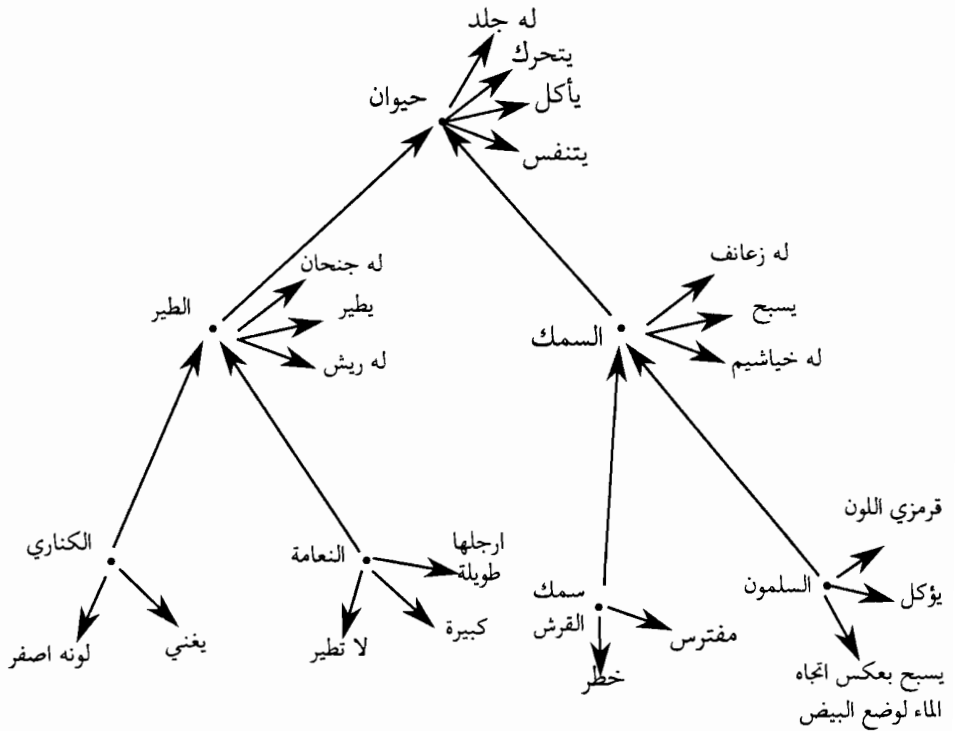 له جلد
يتحرك
حيوان
يأكل
يتنفس
له زعانف
له جنحان
الطير
يطير
يسبح
السمك
له ريش
له خياشيم
قرمزي اللون
الكناري
النعامة
ارجلها
طويلة
سمك
القرش
السلمون
يؤكل
لونه اصفر
يغني
لا تطير
كبيرة
مفترس
خطر
يسبح بعكس اتجاه
الماء لوضع البيض